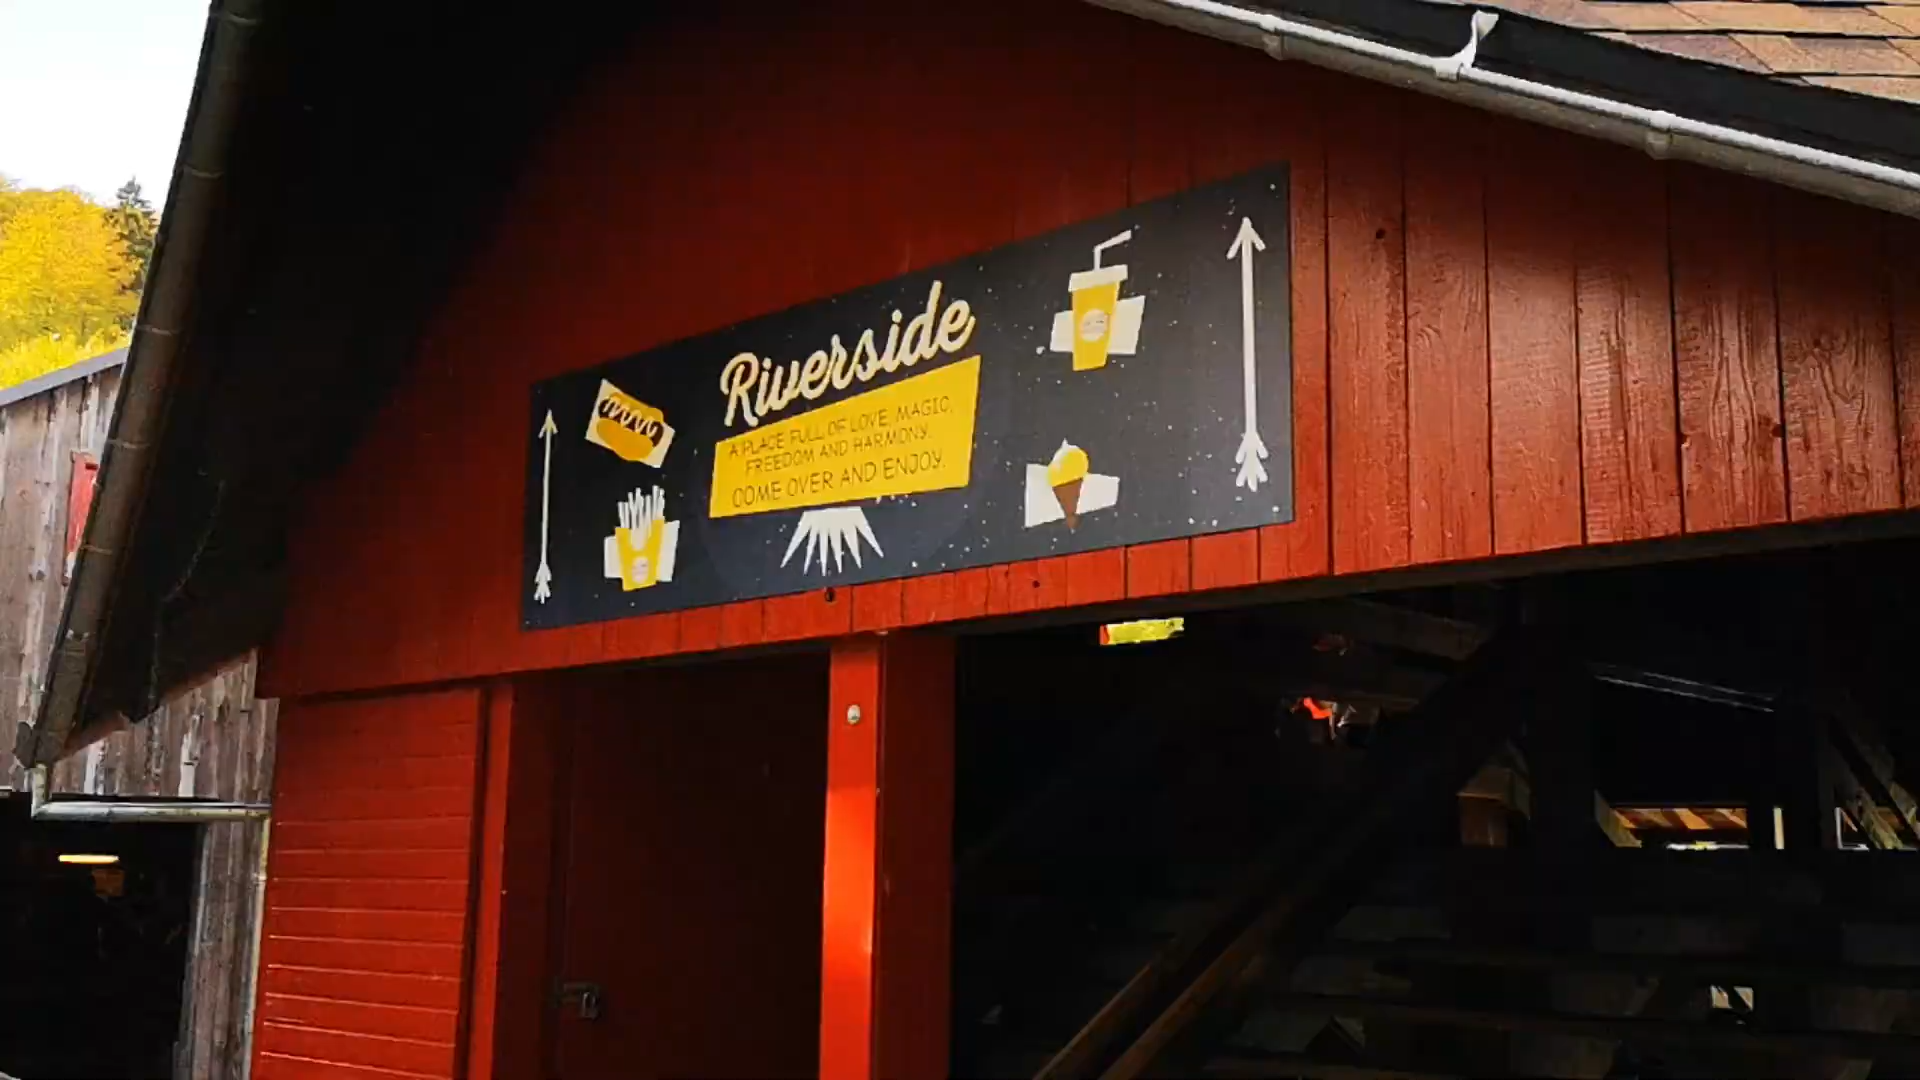 Riverside
A PLACE FULL OF LOVE, MAGIC,
FREEDOM AND HARMONY.
COME OVER AND ENJOY.